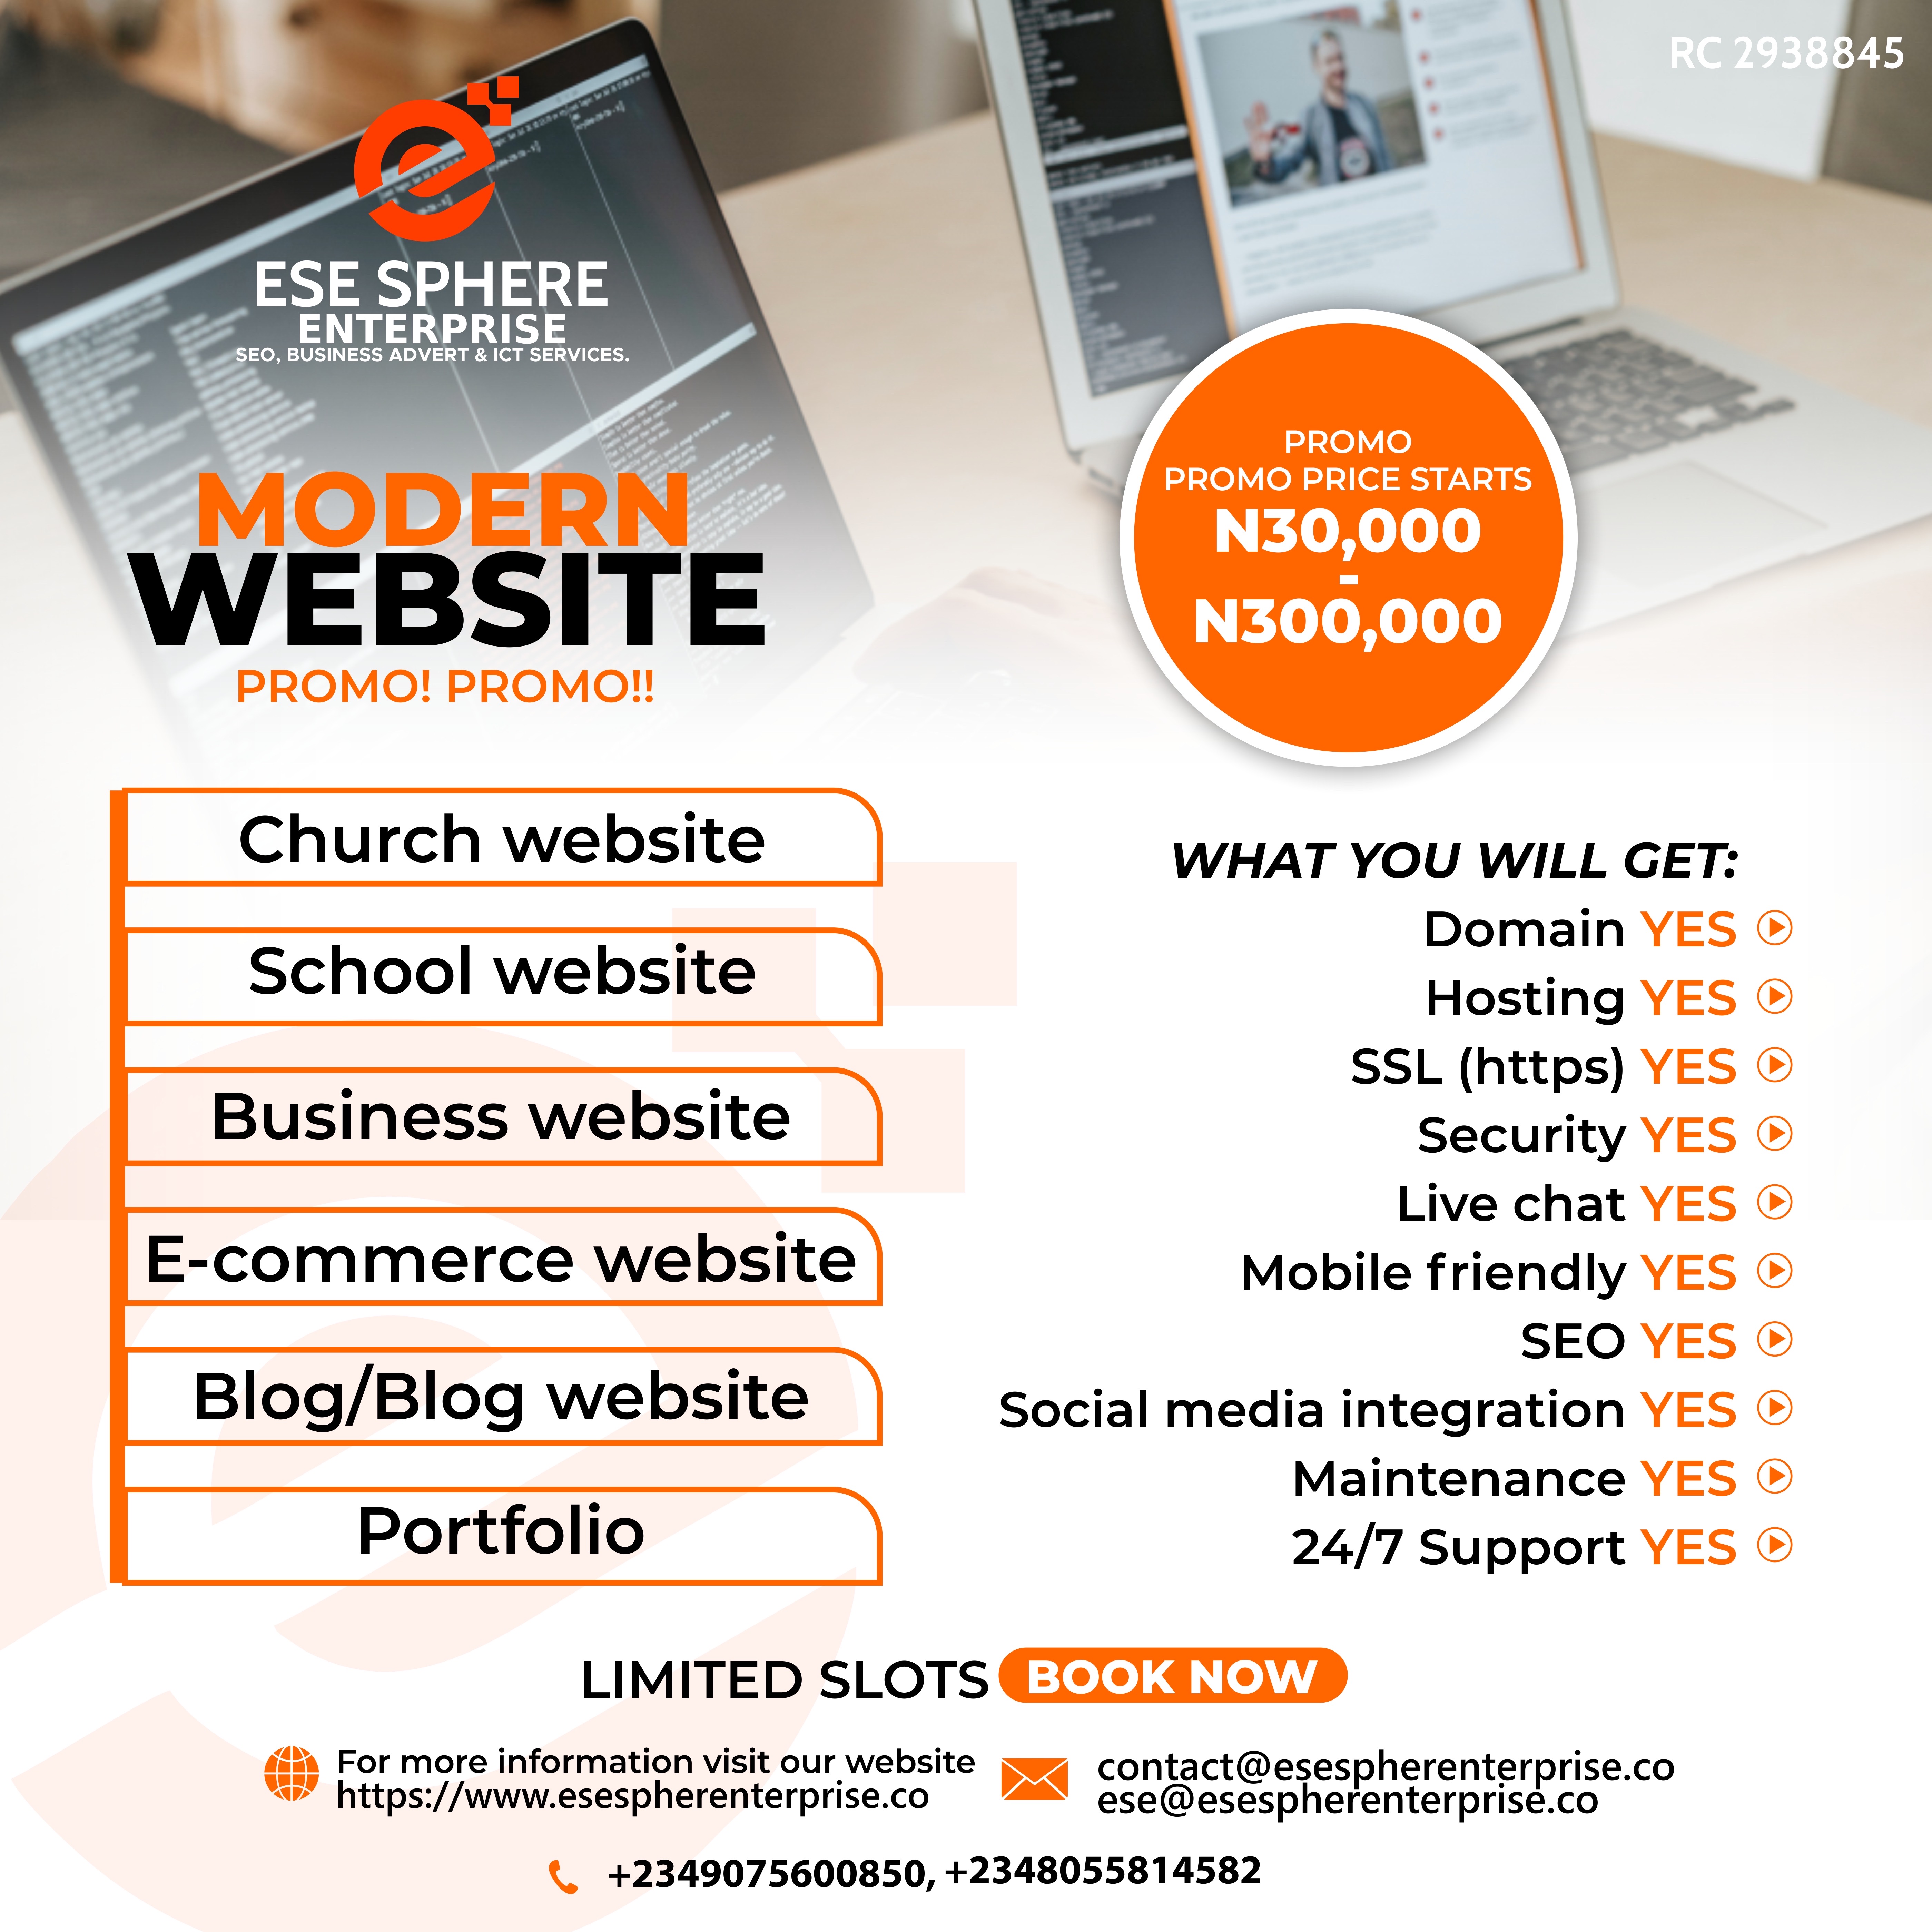 RC 2938845
ESE SPHERE
ENTERPRISE
SEO, BUSINESS ADVERT & ICT SERVICES.
MODERN
WEBSITE
PROMO! PROMO!!
PROMO
PROMO PRICE STARTS
N30,000
-
N300,000
Church website
School website
Business website
E-commerce website
Blog/Blog website
Portfolio
WHAT YOU WILL GET:
Domain YES
Hosting YES
SSL (https) YES
Security YES
Live chat YES
Mobile friendly YES
SEO YES
Social media integration YES
Maintenance YES
24/7 Support YES
LIMITED SLOTS BOOK NOW
For more information visit our website
https://www.esespherenterprise.co
contact@esespherenterprise.co
ese@esespherenterprise.co
+2349075600850, +2348055814582